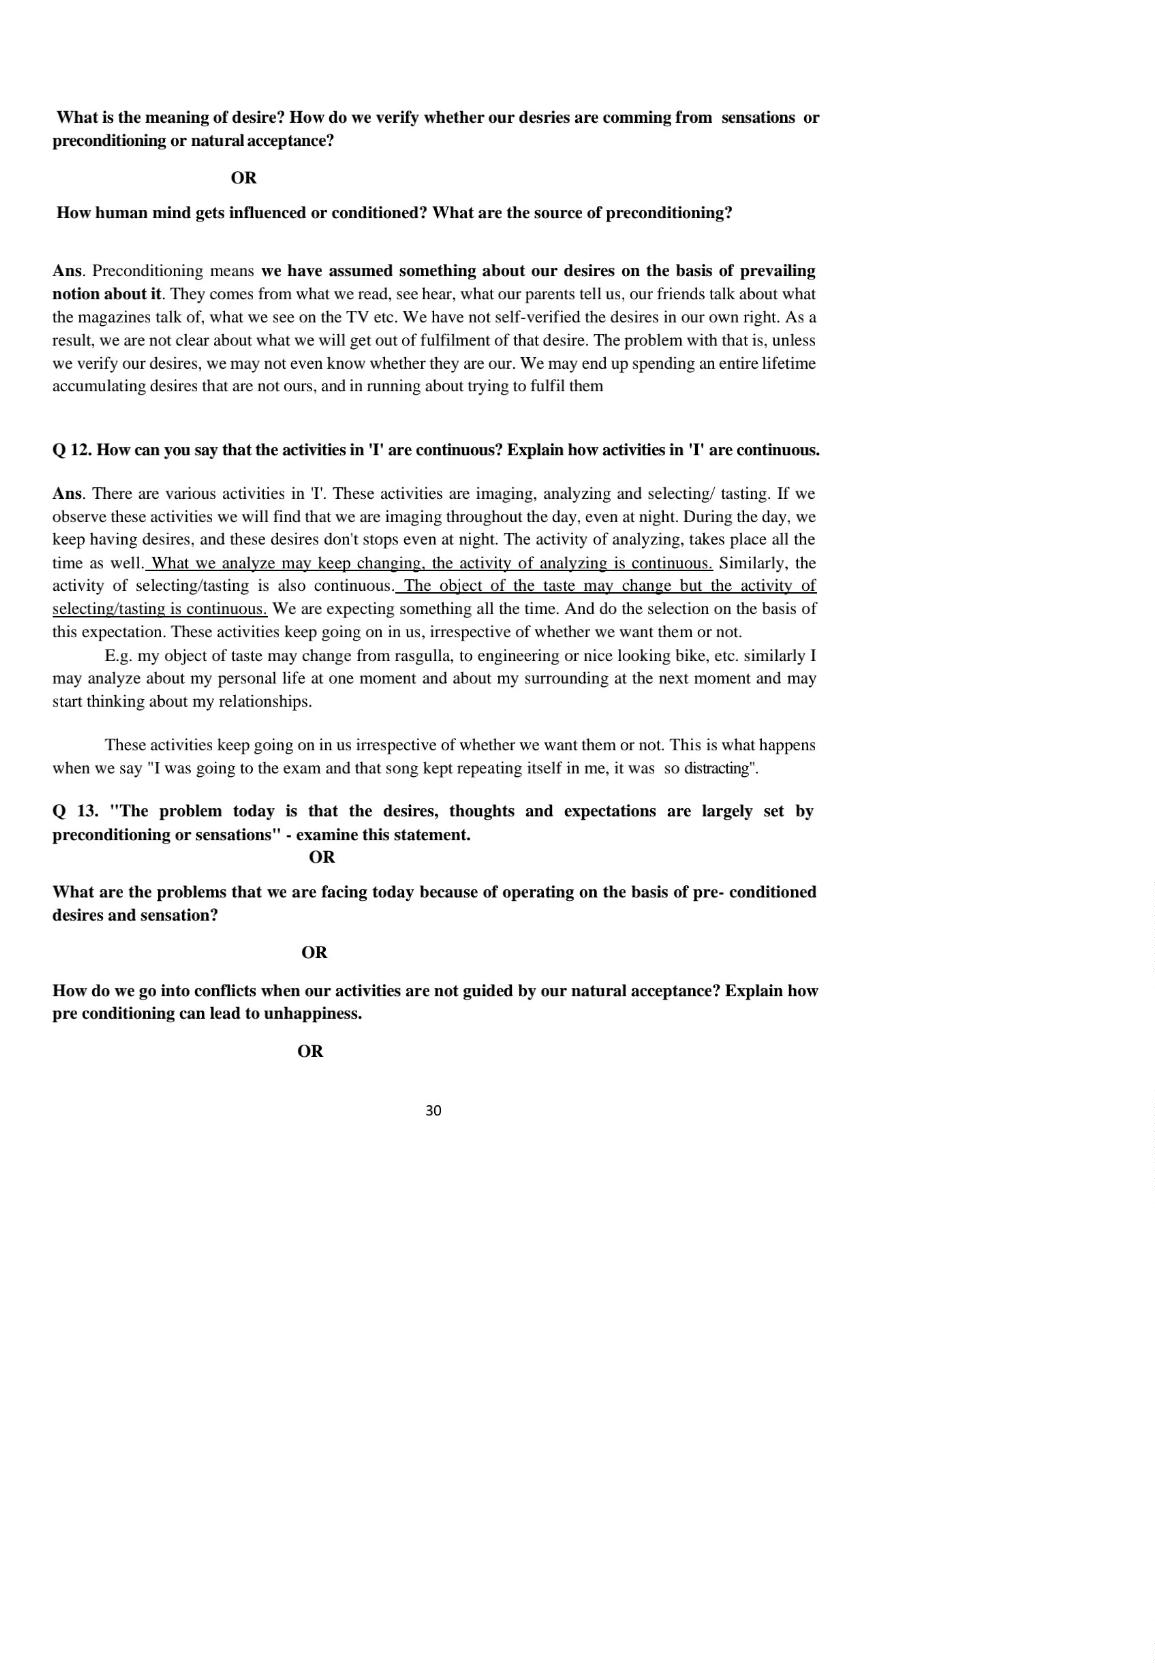 What is the meaning of desire? How do we verify whether our desries are comming from sensations or
preconditioning or natural acceptance?
OR
How human mind gets influenced or conditioned? What are the source of preconditioning?
Ans. Preconditioning means we have assumed something about our desires on the basis of prevailing
notion about it. They comes from what we read, see hear, what our parents tell us, our friends talk about what
the magazines talk of, what we see on the TV etc. We have not self-verified the desires in our own right. As a
result, we are not clear about what we will get out of fulfilment of that desire. The problem with that is, unless
we verify our desires, we may not even know whether they are our. We may end up spending an entire lifetime
accumulating desires that are not ours, and in running about trying to fulfil them
Q 12. How can you say that the activities in 'I' are continuous? Explain how activities in 'I' are continuous.
Ans. There are various activities in 'I'. These activities are imaging, analyzing and selecting/ tasting. If we
observe these activities we will find that we are imaging throughout the day, even at night. During the day, we
keep having desires, and these desires don't stops even at night. The activity of analyzing, takes place all the
time as well. What we analyze may keep changing, the activity of analyzing is continuous. Similarly, the
activity of selecting/tasting is also continuous. The object of the taste may change but the activity of
selecting/tasting is continuous. We are expecting something all the time. And do the selection on the basis of
this expectation. These activities keep going on in us, irrespective of whether we want them or not.
E.g. my object of taste may change from rasgulla, to engineering or nice looking bike, etc. similarly I
may analyze about my personal life at one moment and about my surrounding at the next moment and may
start thinking about my relationships.
These activities keep going on in us irrespective of whether we want them or not. This is what happens
when we say "I was going to the exam and that song kept repeating itself in me, it was so distracting".
Q 13. "The problem today is that the desires, thoughts and expectations are largely set by
preconditioning or sensations" - examine this statement.
OR
What are the problems that we are facing today because of operating on the basis of pre- conditioned
desires and sensation?
OR
How do we go into conflicts when our activities are not guided by our natural acceptance? Explain how
pre conditioning can lead to unhappiness.
OR
30